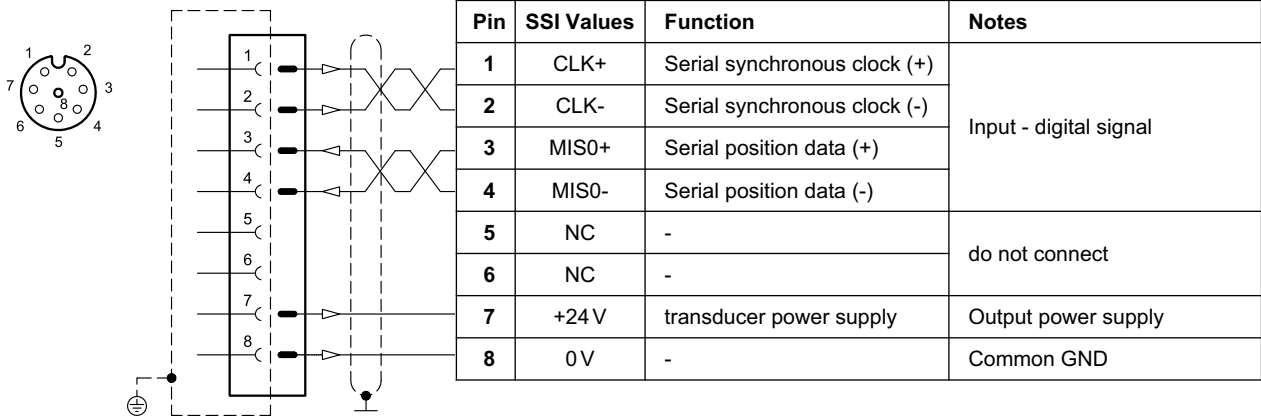 1 2
7 8 3
6 4
5
1
2
3
4
5
6
7
8
Pin SSI Values Function Notes
1 CLK+ Serial synchronous clock (+)
2 CLK- Serial synchronous clock (-)
Input - digital signal
3 MIS0+ Serial position data (+)
4 MIS0- Serial position data (-)
5 NC -
do not connect
6 NC -
7 +24 V transducer power supply Output power supply
8 0 V - Common GND